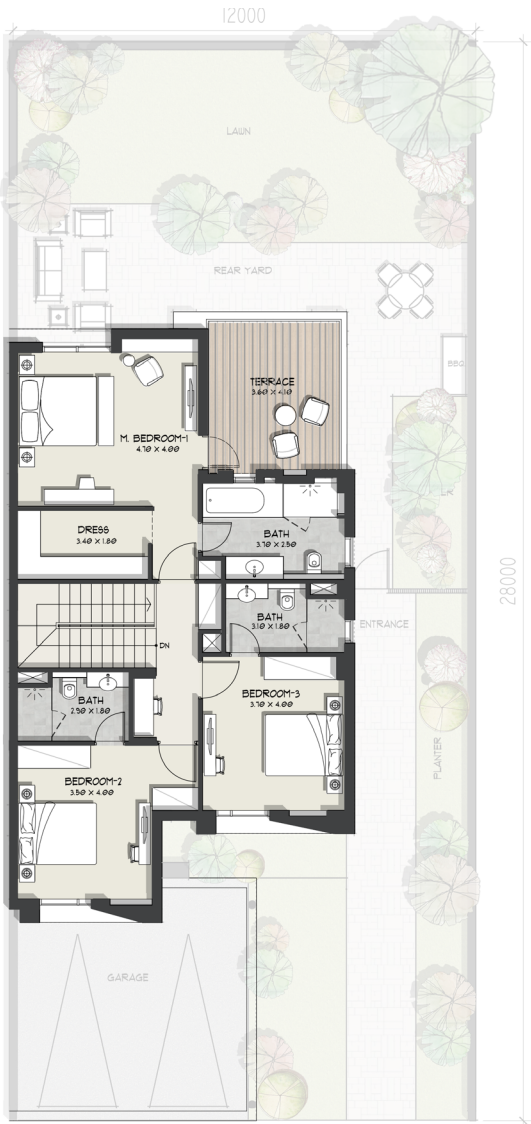 12000
LAWN
REAR YARD
TERRACE
3.60 X 4.10
BBQ
M. BEDROOM-1
4.70 X 4.00
DRESS
3.40 X 1.80
BATH
3.70 X 2.50
28000
BATH
3.10 X 1.80
ENTRANCE
DN
BATH
2.50 X 1.80
BEDROOM-3
3.70 X 4.00
PLANTER
BEDROOM-2
3.50 X 4.00
GARAGE